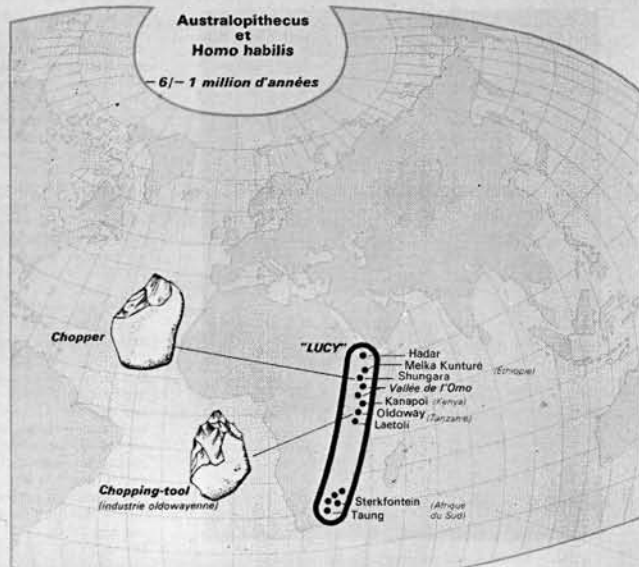 Australopithecus
et
Homo habilis
– 6/– 1 million d'années
Chopper
"LUCY"
Hadar
Melka Kunturé
(Éthiopie)
Shungara
Vallée de l'Omo
Kanapoi (Kenya)
Oldoway (Tanzanie)
Laetoli
Chopping-tool
(industrie oldowayenne)
Sterkfontein (Afrique
Taung du Sud)